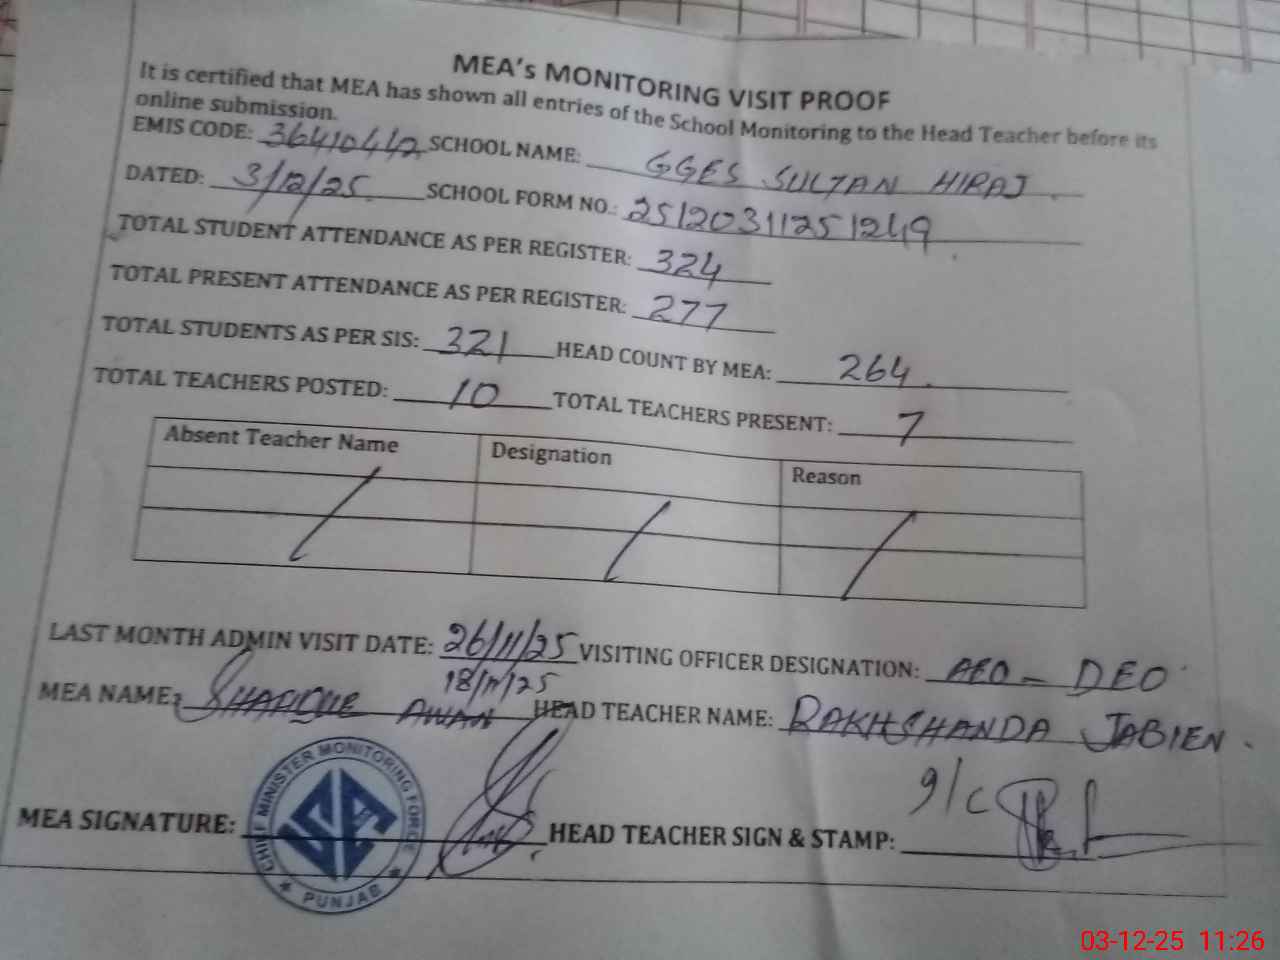 MEA's MONITORING VISIT PROOF
It is certified that MEA has shown all entries of the School Monitoring to the Head Teacher before its
online submission.
EMIS CODE: 36410442 SCHOOL NAME: GGES SULTAN HIRAJ
DATED: 3/12/25 SCHOOL FORM NO.: 2512031125 1249
TOTAL STUDENT ATTENDANCE AS PER REGISTER: 324
TOTAL PRESENT ATTENDANCE AS PER REGISTER: 277
TOTAL STUDENTS AS PER SIS: 321 HEAD COUNT BY MEA: 264
TOTAL TEACHERS POSTED: 10 TOTAL TEACHERS PRESENT: 7
Absent Teacher Name Designation Reason
LAST MONTH ADMIN VISIT DATE: 26/11/25 VISITING OFFICER DESIGNATION: AEO - DEO
18/11/25
MEA NAME: SHARIQUE AWAN HEAD TEACHER NAME: RAKHSHANDA JABIEN
CHIEF MINISTER MONITORING FORCE
PUNJAB
MEA SIGNATURE: HEAD TEACHER SIGN & STAMP:
03-12-25 11:26